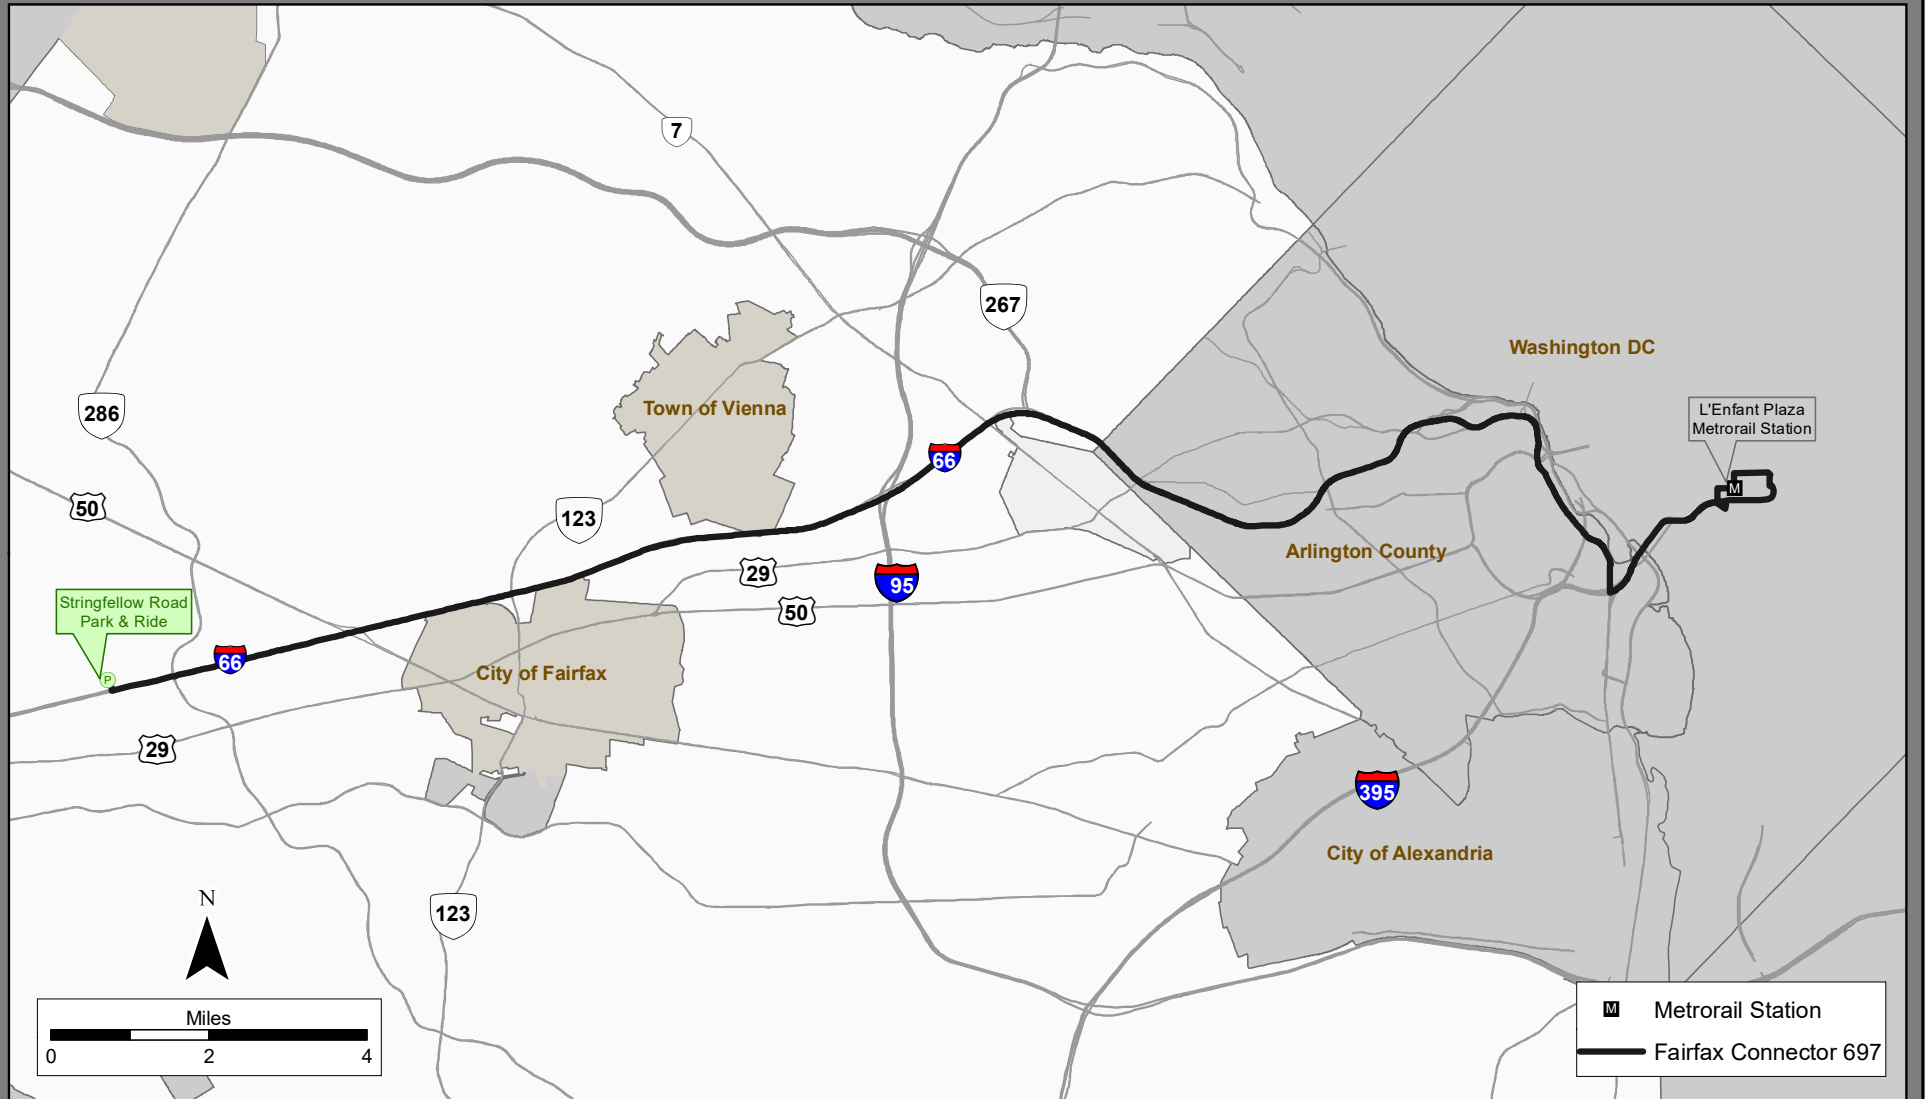 7
267
Washington DC
286
Town of Vienna
L'Enfant Plaza
Metrorail Station
66
50
123
Arlington County
29
95
50
Stringfellow Road
Park & Ride
66
P
M
City of Fairfax
29
395
City of Alexandria
N
123
Miles
0 2 4
M Metrorail Station
Fairfax Connector 697